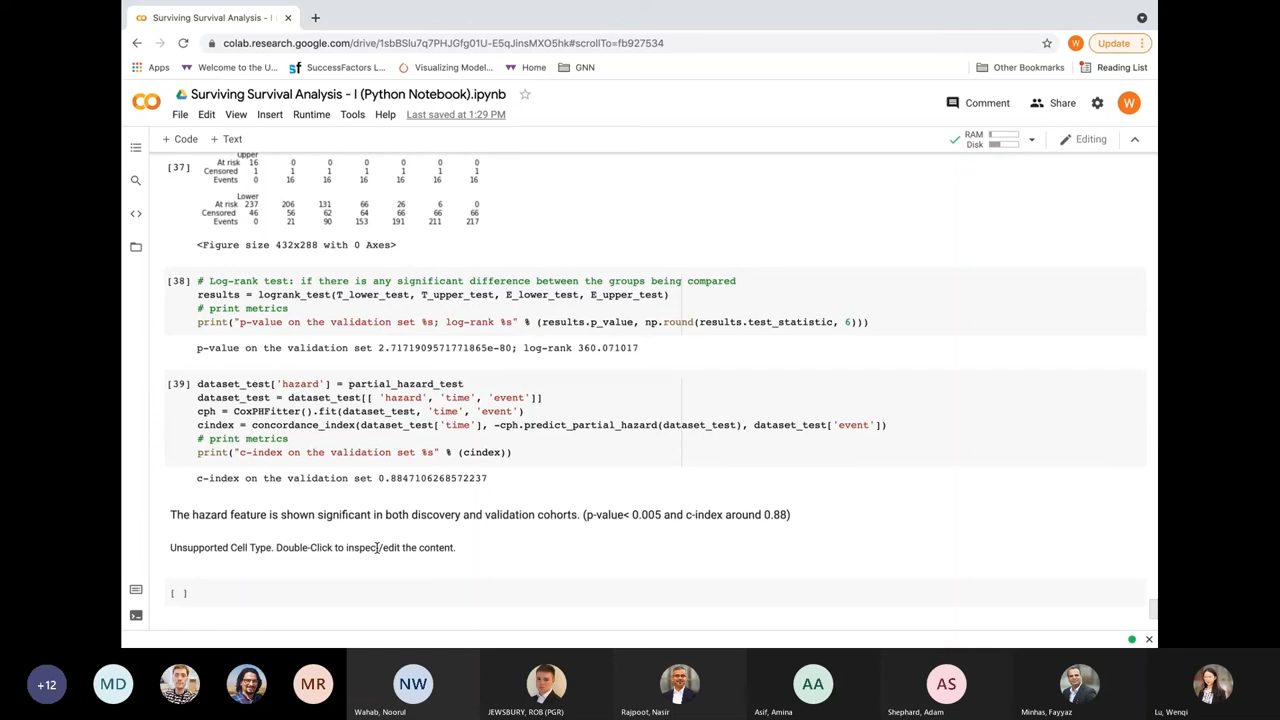 Surviving Survival Analysis - I (
colab.research.google.com/drive/1sbBSlu7q7PHJGfg01U-E5qJinsMXO5hk#scrollTo=fb927534
W
Update
Apps
Welcome to the U...
SuccessFactors L...
Visualizing Model...
Home
GNN
Other Bookmarks
Reading List
Surviving Survival Analysis - I (Python Notebook).ipynb
Comment
Share
W
File Edit View Insert Runtime Tools Help Last saved at 1:29 PM
+ Code + Text
RAM
Disk
Editing
Upper
[37] At risk 16 0 0 0 0 0 0
Censored 1 1 1 1 1 1 1
Events 0 16 16 16 16 16 16
Lower
At risk 237 206 131 66 26 6 0
Censored 46 56 62 64 66 66 66
Events 0 21 90 153 191 211 217
<Figure size 432x288 with 0 Axes>
[38] # Log-rank test: if there is any significant difference between the groups being compared
results = logrank_test(T_lower_test, T_upper_test, E_lower_test, E_upper_test)
# print metrics
print("p-value on the validation set %s; log-rank %s" % (results.p_value, np.round(results.test_statistic, 6)))
p-value on the validation set 2.7171909571771865e-80; log-rank 360.071017
[39] dataset_test['hazard'] = partial_hazard_test
dataset_test = dataset_test[[ 'hazard', 'time', 'event']]
cph = CoxPHFitter().fit(dataset_test, 'time', 'event')
cindex = concordance_index(dataset_test['time'], -cph.predict_partial_hazard(dataset_test), dataset_test['event'])
# print metrics
print("c-index on the validation set %s" % (cindex))
c-index on the validation set 0.8847106268572237
The hazard feature is shown significant in both discovery and validation cohorts. (p-value< 0.005 and c-index around 0.88)
Unsupported Cell Type. Double-Click to inspect/edit the content.
[ ]
+12
MD
MR
NW
AA
AS
Wahab, Noorul
JEWSBURY, ROB (PGR)
Rajpoot, Nasir
Asif, Amina
Shephard, Adam
Minhas, Fayyaz
Lu, Wenqi